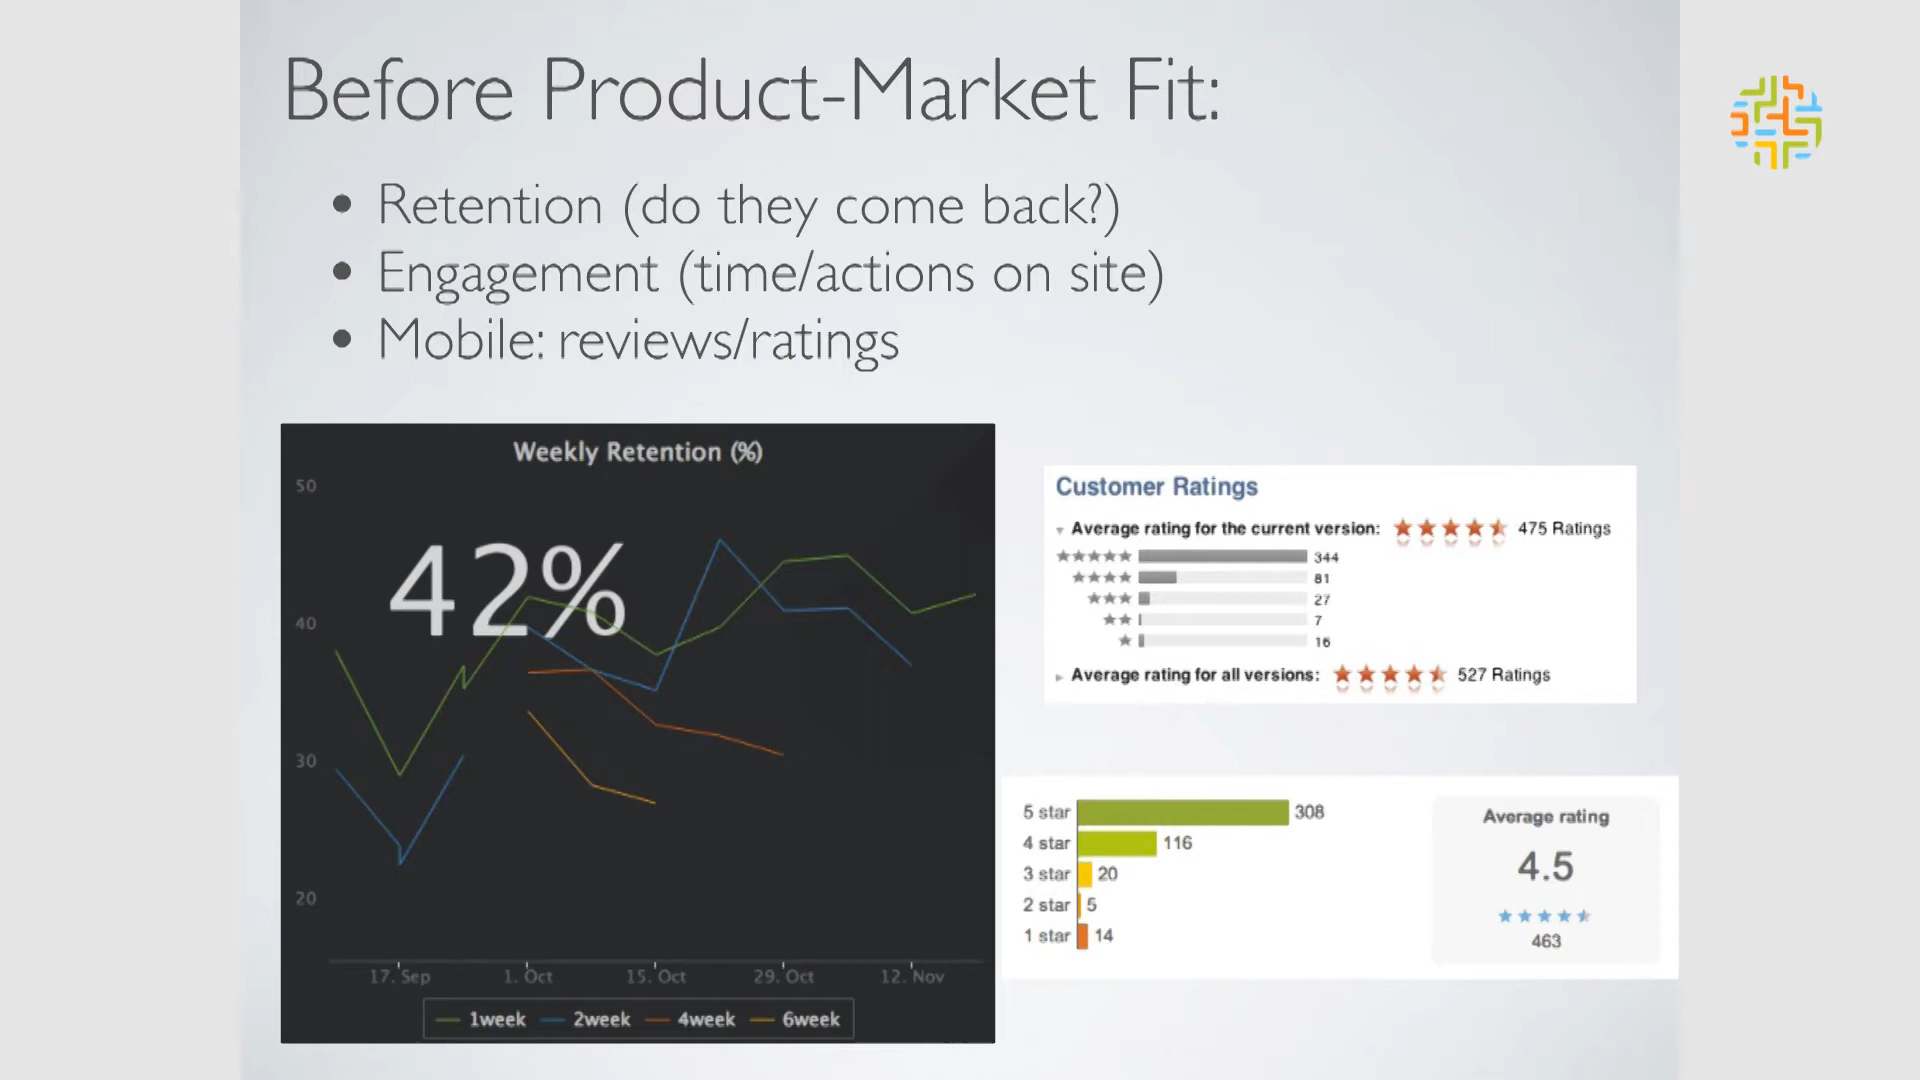 Before Product-Market Fit:
• Retention (do they come back?)
• Engagement (time/actions on site)
• Mobile: reviews/ratings
Weekly Retention (%)
50
42%
40
30
20
17. Sep 1. Oct 15. Oct 29. Oct 12. Nov
1week 2week 4week 6week
Customer Ratings
Average rating for the current version: 475 Ratings
344
81
27
7
16
Average rating for all versions: 527 Ratings
5 star 308
4 star 116
3 star 20
2 star 5
1 star 14
Average rating
4.5
463